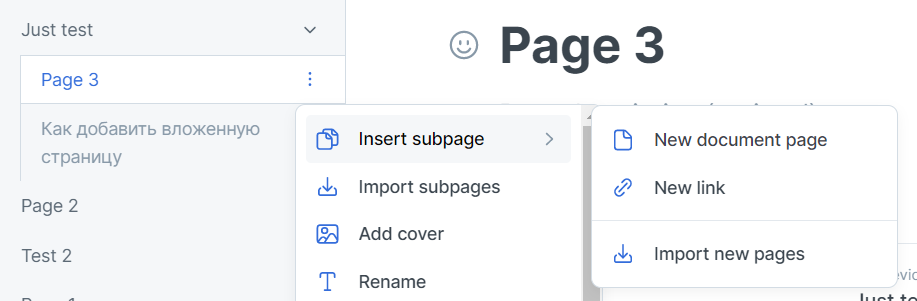 Just test
Page 3
Page 3
Как добавить вложенную
страницу
Page 2
Test 2
Insert subpage
Import subpages
Add cover
Rename
New document page
New link
Import new pages